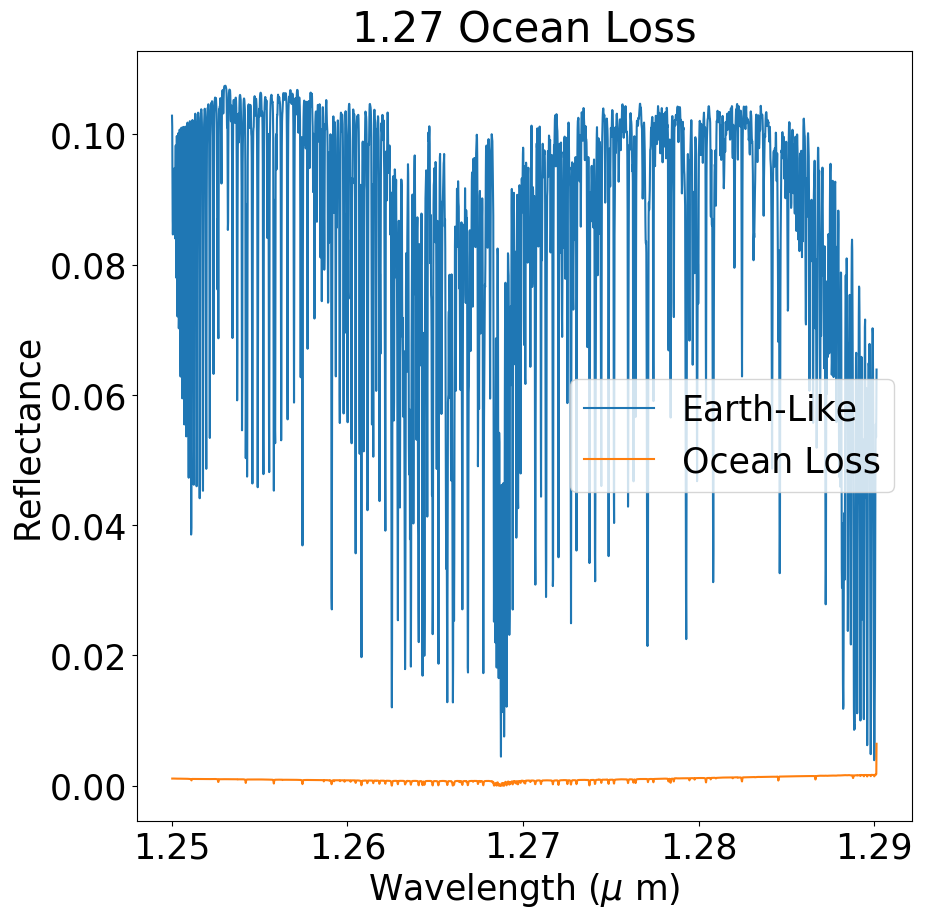 1.27 Ocean Loss
Reflectance
0.10
0.08
0.06
0.04
0.02
0.00
Earth-Like
Ocean Loss
1.25 1.26 1.27 1.28 1.29
Wavelength (μ m)